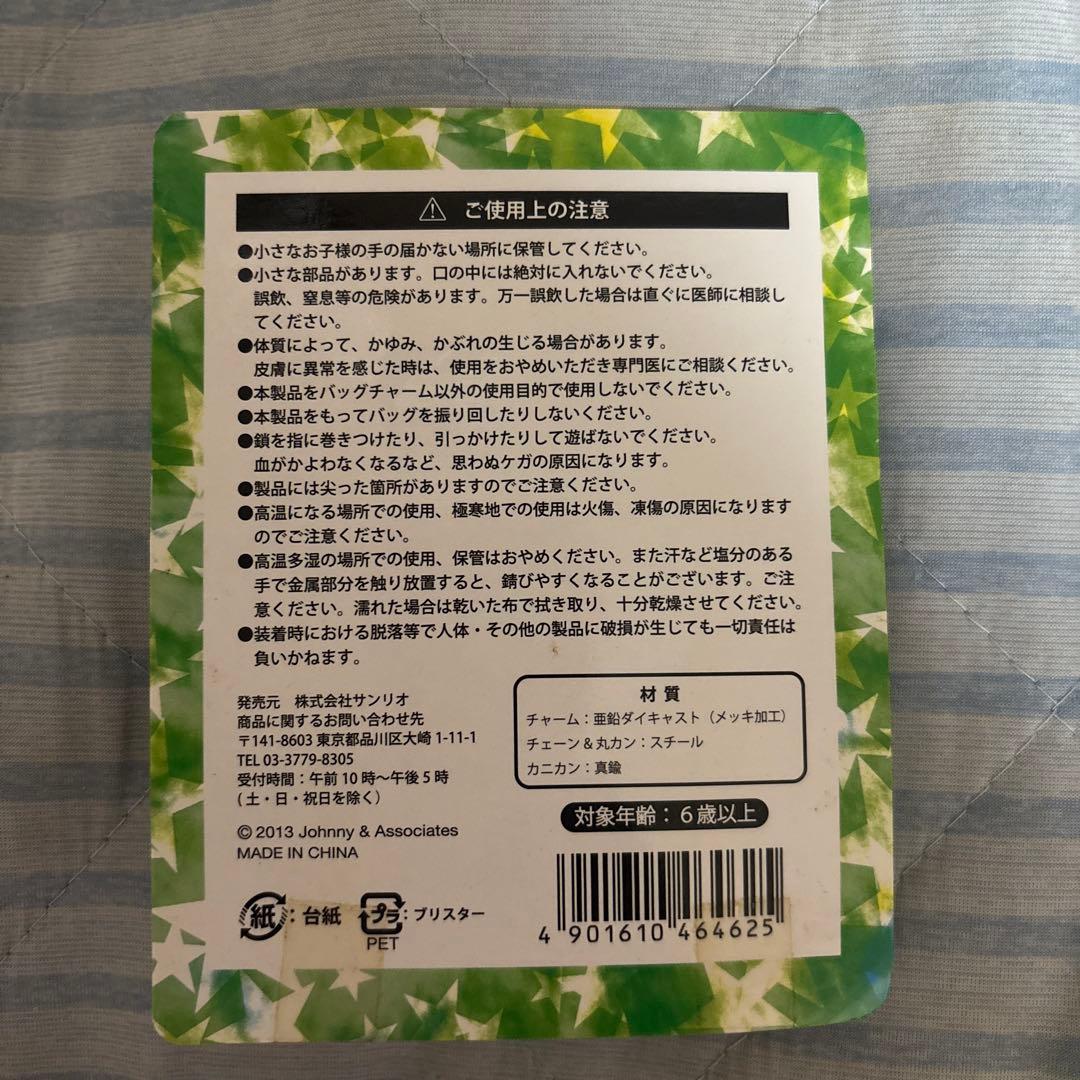 ⚠ ご使用上の注意
●小さなお子様の手の届かない場所に保管してください。
●小さな部品があります。口の中には絶対に入れないでください。
誤飲、窒息等の危険があります。万一誤飲した場合は直ぐに医師に相談し
てください。
●体質によって、かゆみ、かぶれの生じる場合があります。
皮膚に異常を感じた時は、使用をおやめいただき専門医にご相談ください。
●本製品をバッグチャーム以外の使用目的で使用しないでください。
●本製品をもってバッグを振り回したりしないください。
●鎖を指に巻きつけたり、引っかけたりして遊ばないでください。
血がかよわなくなるなど、思わぬケガの原因になります。
●製品には尖った箇所がありますのでご注意ください。
●高温になる場所での使用、極寒地での使用は火傷、凍傷の原因になります
のでご注意ください。
●高温多湿の場所での使用、保管はおやめください。また汗など塩分のある
手で金属部分を触り放置すると、錆びやすくなることがございます。ご注
意ください。濡れた場合は乾いた布で拭き取り、十分乾燥させてください。
●装着時における脱落等で人体・その他の製品に破損が生じても一切責任は
負いかねます。
発売元 株式会社サンリオ
商品に関するお問い合わせ先
〒141-8603 東京都品川区大崎 1-11-1
TEL 03-3779-8305
受付時間：午前 10 時～午後 5 時
(土・日・祝日を除く)
© 2013 Johnny & Associates
MADE IN CHINA
材 質
チャーム：亜鉛ダイキャスト（メッキ加工）
チェーン & 丸カン：スチール
カニカン：真鍮
対象年齢：6 歳以上
紙：台紙
プラ：ブリスター
PET
4 901610 464625